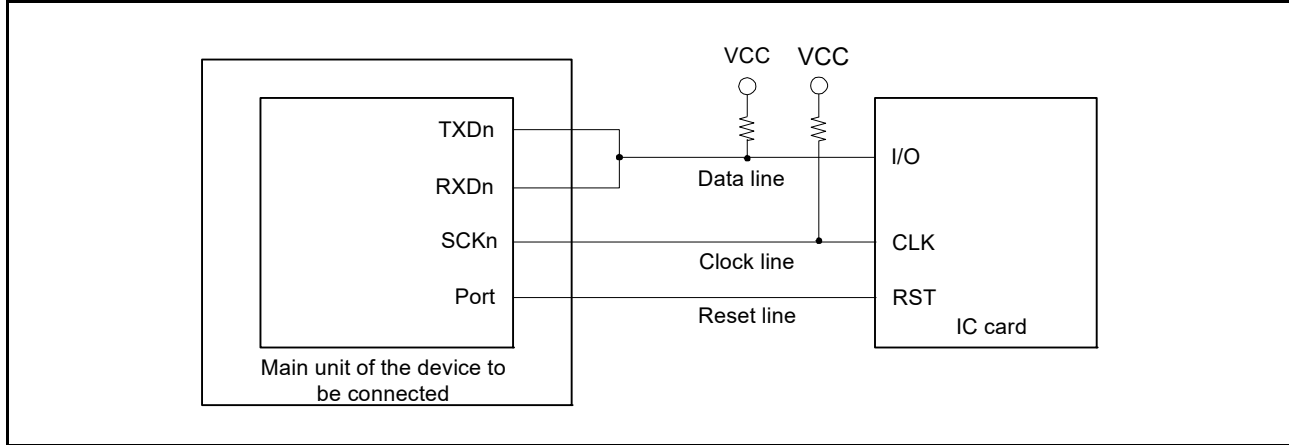 VCC VCC
TXDn
I/O
Data line
RXDn
SCKn
CLK
Clock line
Port
RST
Reset line
IC card
Main unit of the device to
be connected